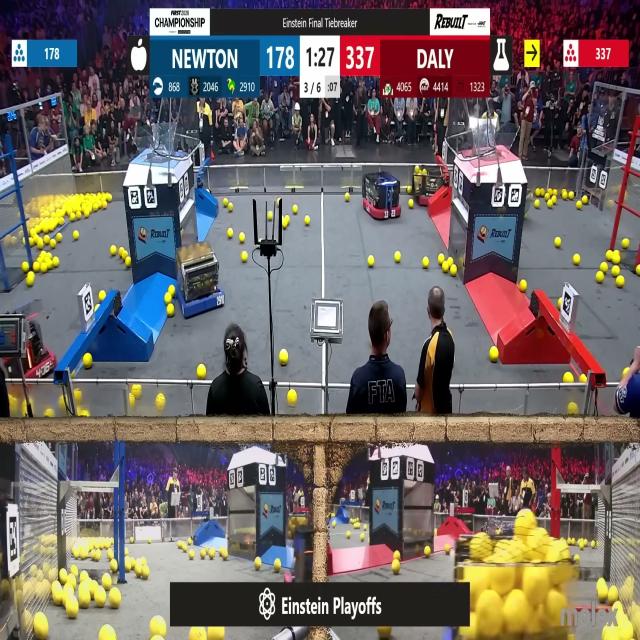 FIRST 2026
CHAMPIONSHIP
Einstein Final Tiebreaker
REBUILT
178
NEWTON
178
1:27
337
DALY
337
868
2046
2910
3 / 6
:07
4065
4414
1323
REBUILT
REBUILT
FTA
Einstein Playoffs